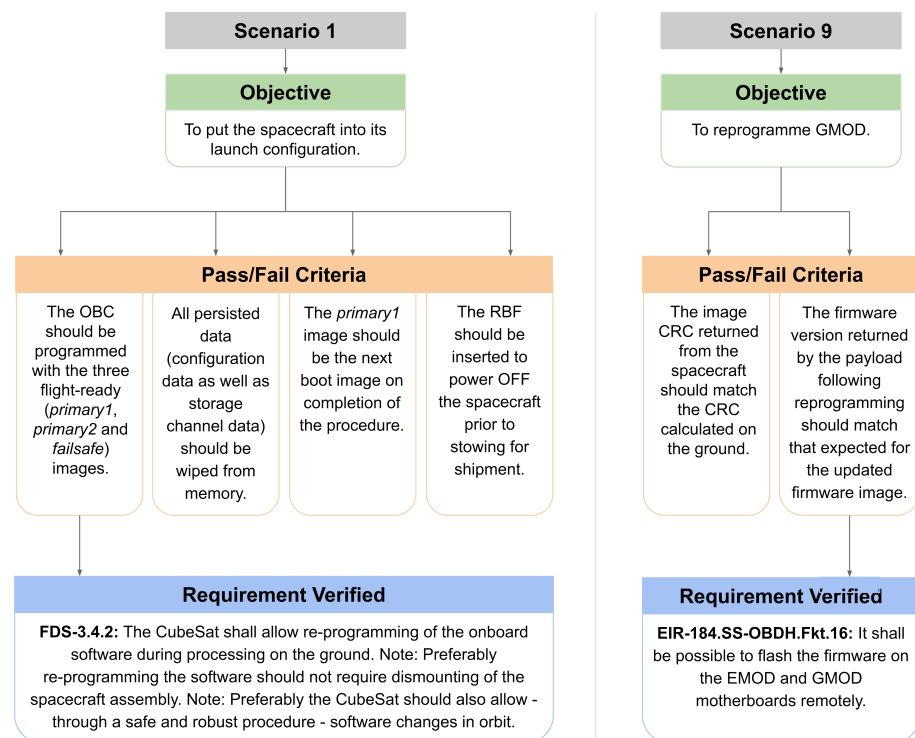 Scenario 1
Objective
To put the spacecraft into its
launch configuration.
Pass/Fail Criteria
The OBC
should be
programmed
with the three
flight-ready
(primary1,
primary2 and
failsafe)
images.
All persisted
data
(configuration
data as well as
storage
channel data)
should be
wiped from
memory.
The primary1
image should
be the next
boot image on
completion of
the procedure.
The RBF
should be
inserted to
power OFF
the spacecraft
prior to
stowing for
shipment.
Requirement Verified
FDS-3.4.2: The CubeSat shall allow re-programming of the onboard
software during processing on the ground. Note: Preferably
re-programming the software should not require dismounting of the
spacecraft assembly. Note: Preferably the CubeSat should also allow -
through a safe and robust procedure - software changes in orbit.
Scenario 9
Objective
To reprogramme GMOD.
Pass/Fail Criteria
The image
CRC returned
from the
spacecraft
should match
the CRC
calculated on
the ground.
The firmware
version returned
by the payload
following
reprogramming
should match
that expected for
the updated
firmware image.
Requirement Verified
EIR-184.SS-OBDH.Fkt.16: It shall
be possible to flash the firmware on
the EMOD and GMOD
motherboards remotely.